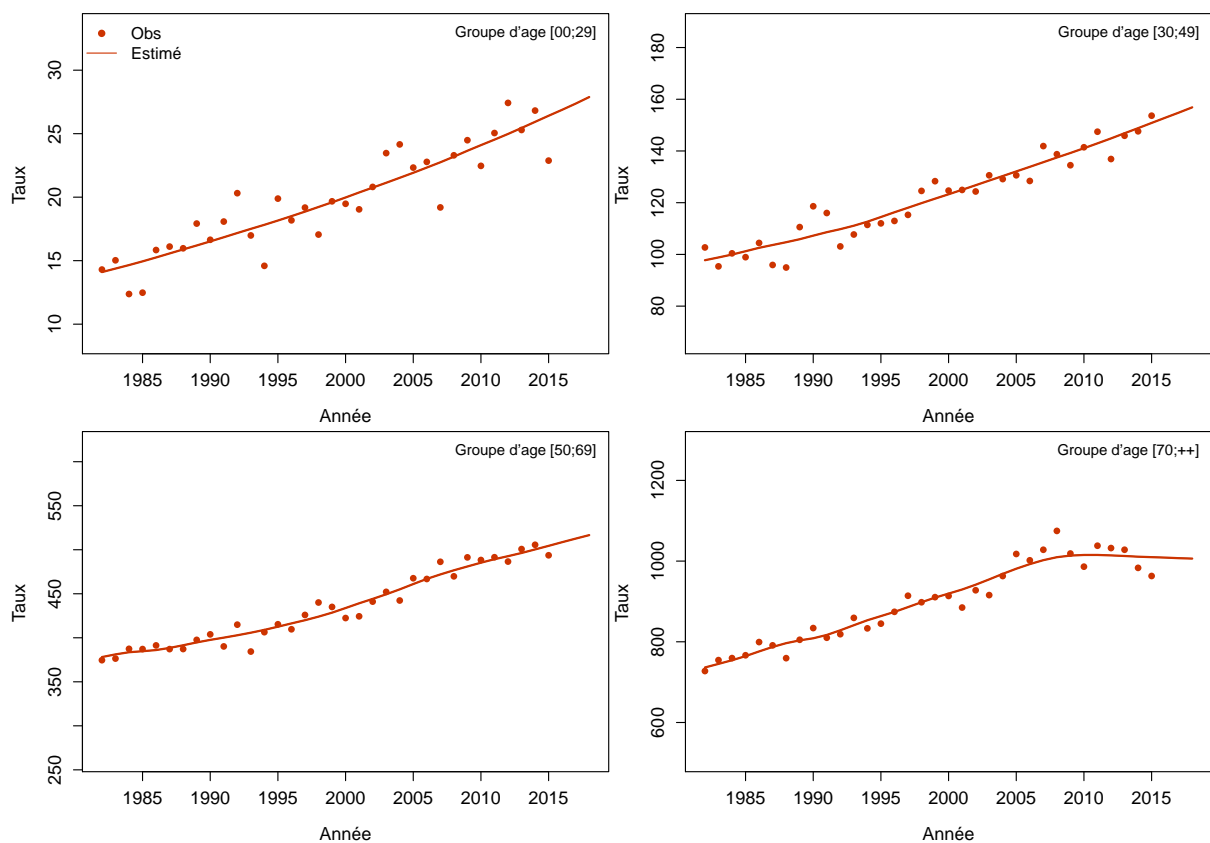 Obs
Estimé
Groupe d'age [00;29]
Taux
30
25
20
15
10
1985 1990 1995 2000 2005 2010 2015
Année
Groupe d'age [30;49]
Taux
180
160
140
120
100
80
1985 1990 1995 2000 2005 2010 2015
Année
Groupe d'age [50;69]
Taux
550
450
350
250
1985 1990 1995 2000 2005 2010 2015
Année
Groupe d'age [70;++]
Taux
1200
1000
800
600
1985 1990 1995 2000 2005 2010 2015
Année